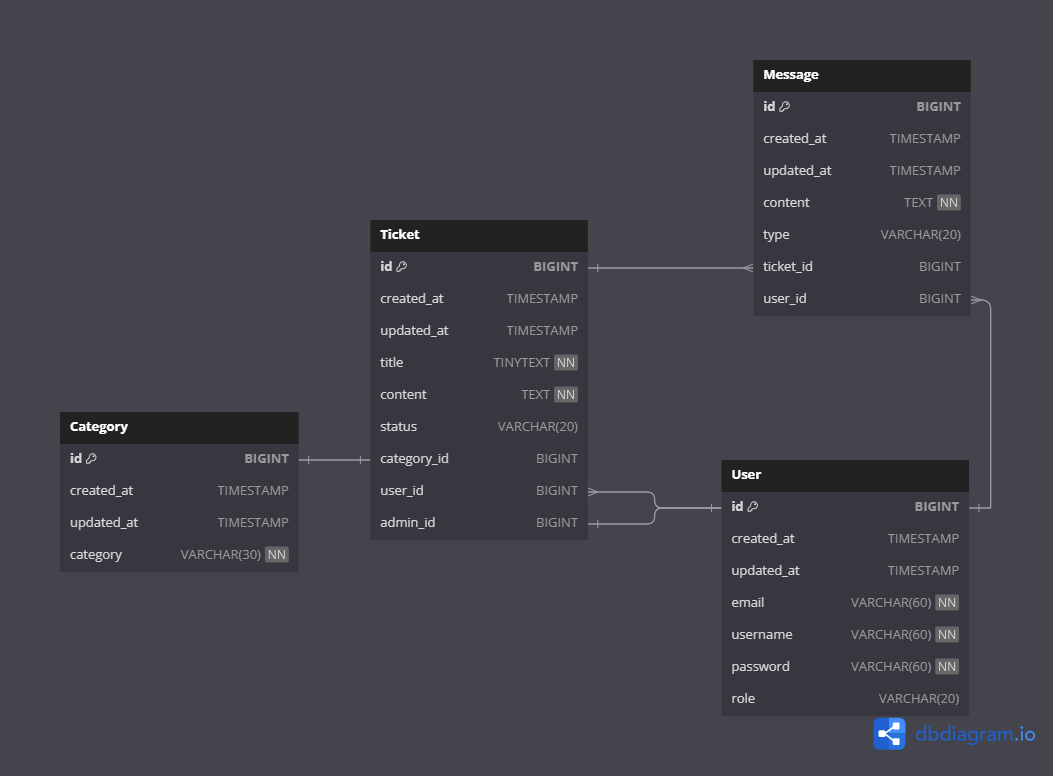 Message
id BIGINT
created_at TIMESTAMP
updated_at TIMESTAMP
content TEXT NN
type VARCHAR(20)
ticket_id BIGINT
user_id BIGINT
Ticket
id BIGINT
created_at TIMESTAMP
updated_at TIMESTAMP
title TINYTEXT NN
content TEXT NN
status VARCHAR(20)
category_id BIGINT
user_id BIGINT
admin_id BIGINT
Category
id BIGINT
created_at TIMESTAMP
updated_at TIMESTAMP
category VARCHAR(30) NN
User
id BIGINT
created_at TIMESTAMP
updated_at TIMESTAMP
email VARCHAR(60) NN
username VARCHAR(60) NN
password VARCHAR(60) NN
role VARCHAR(20)
dbdiagram.io